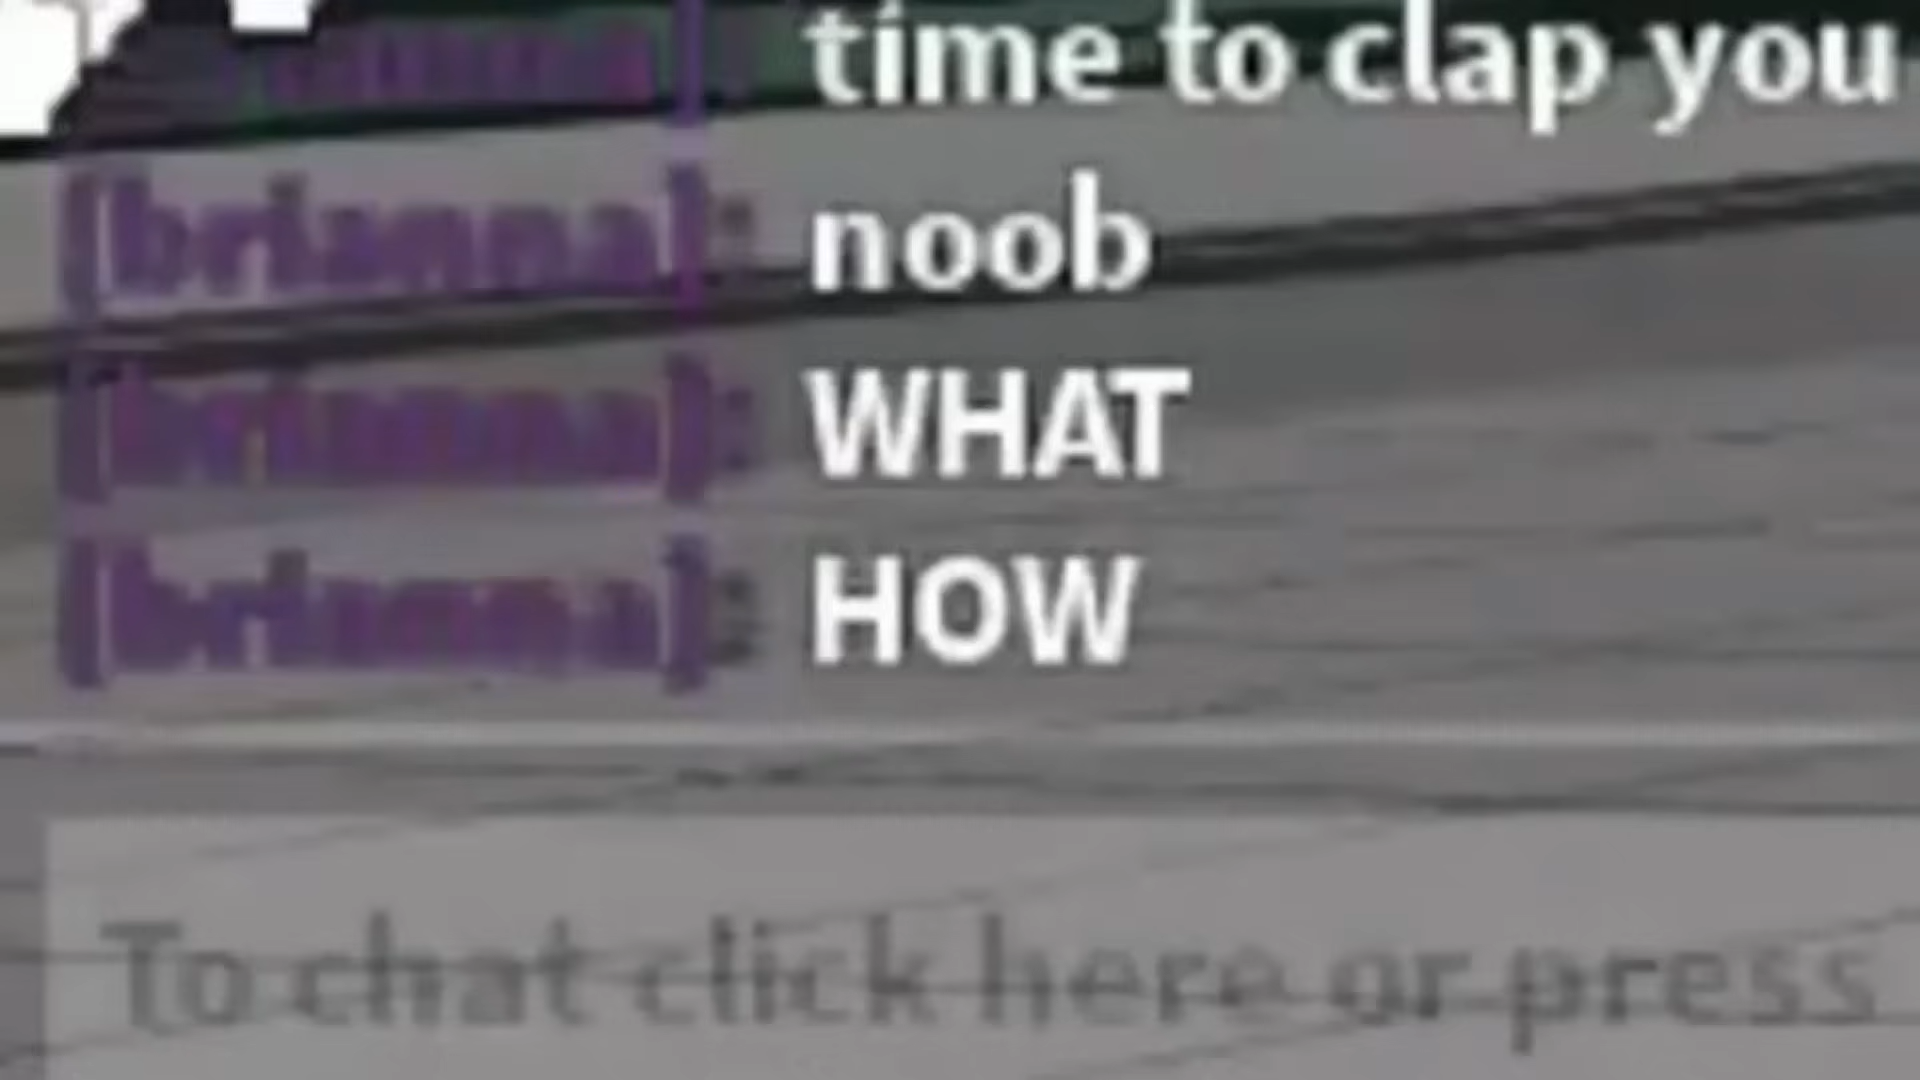 time to clap you
[brianna]: noob
[brianna]: WHAT
[brianna]: HOW
To chat click here or press